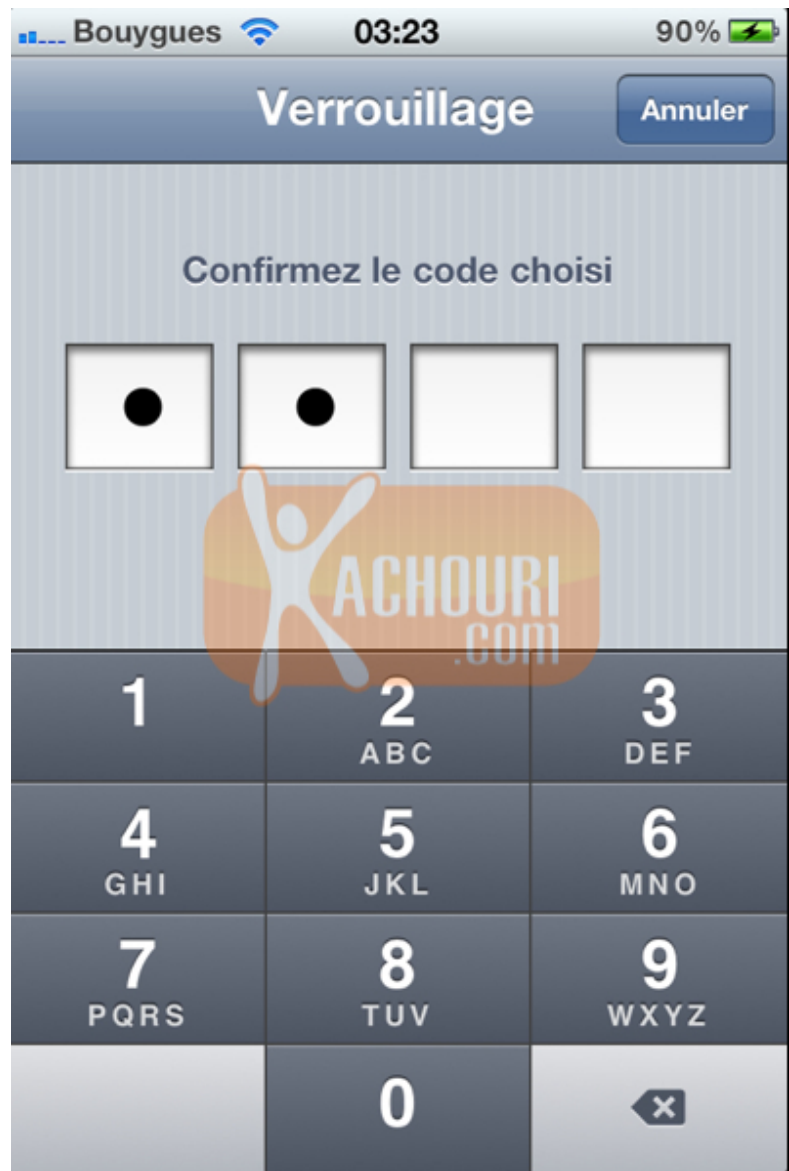 Bouygues 03:23 90%
Verrouillage Annuler
Confirmez le code choisi
KACHOURI
.com
1 2 3
ABC DEF
4 5 6
GHI JKL MNO
7 8 9
PQRS TUV WXYZ
0